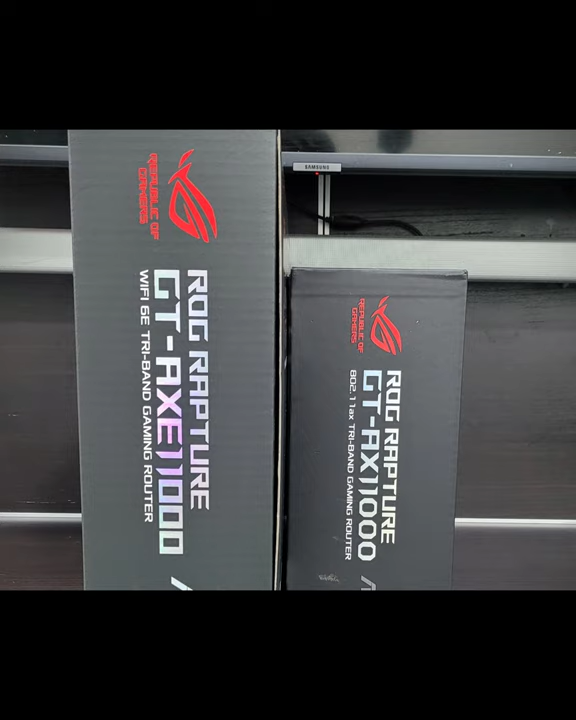 REPUBLIC OF
GAMERS
ROG RAPTURE
GT-AXE11000
WIFI 6E TRI-BAND GAMING ROUTER
SAMSUNG
REPUBLIC OF
GAMERS
ROG RAPTURE
GT-AX11000
802.11ax TRI-BAND GAMING ROUTER